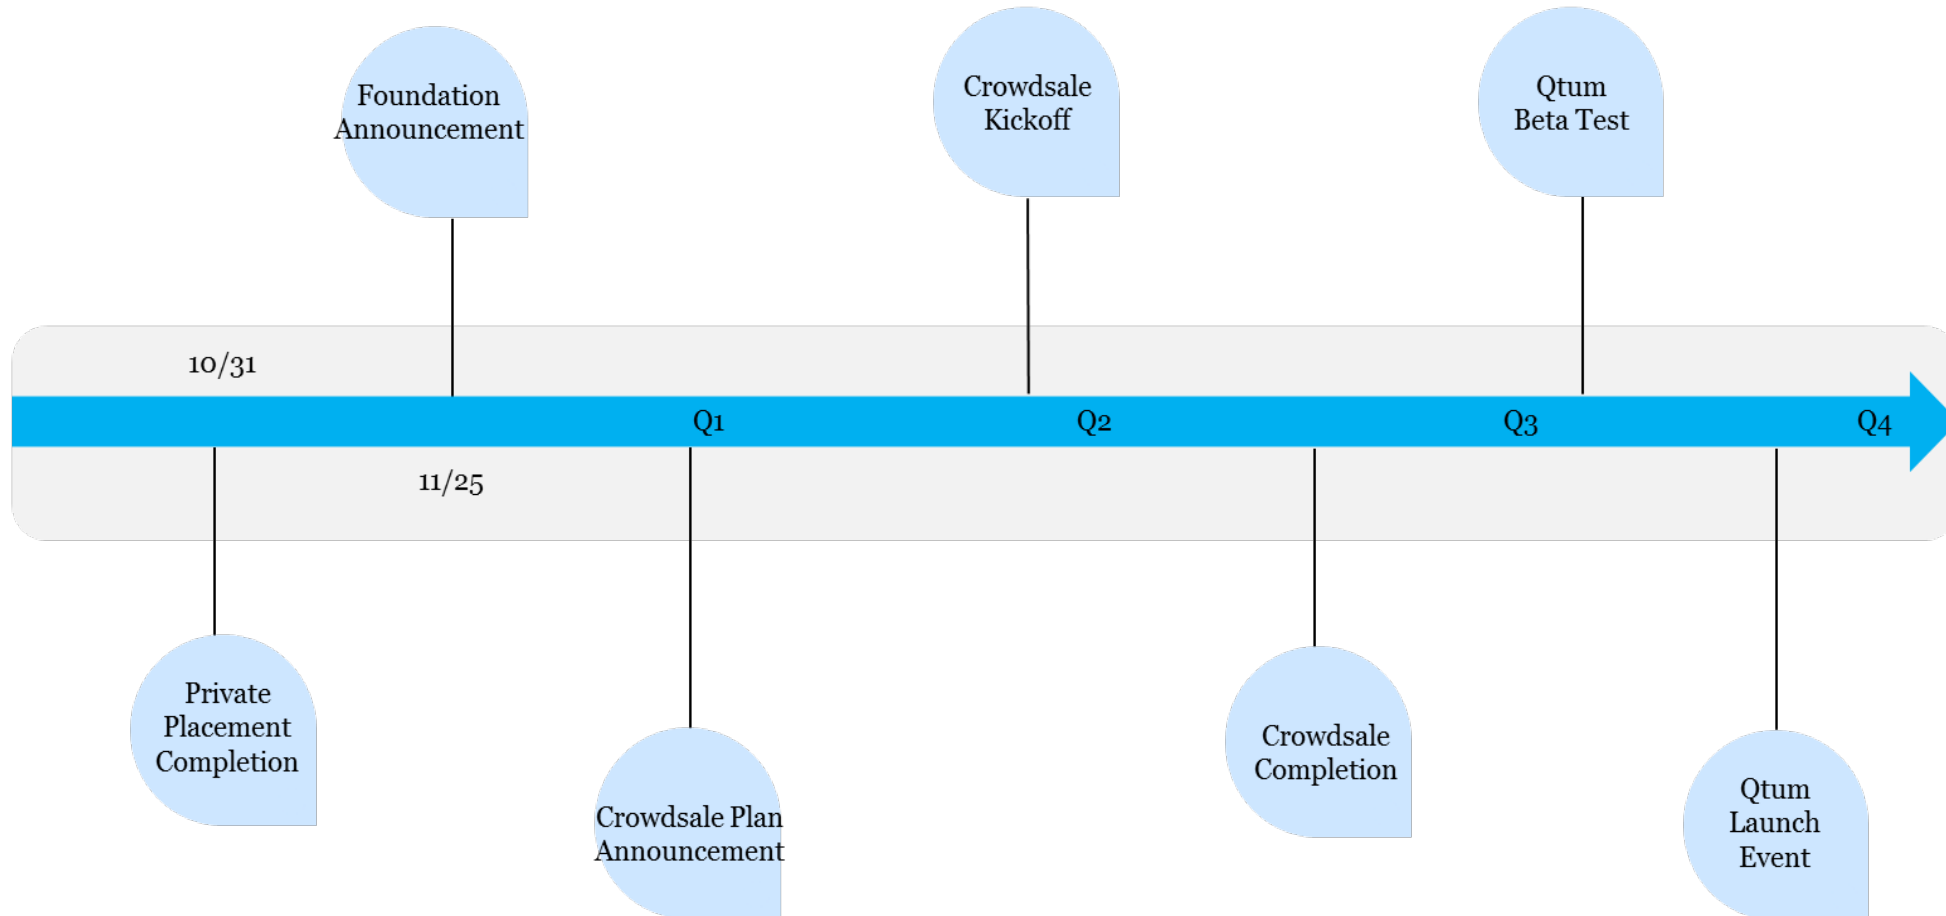 Foundation
Announcement
Crowdsale
Kickoff
Qtum
Beta Test
10/31
Q1
Q2
Q3
Q4
11/25
Private
Placement
Completion
Crowdsale Plan
Announcement
Crowdsale
Completion
Qtum
Launch
Event